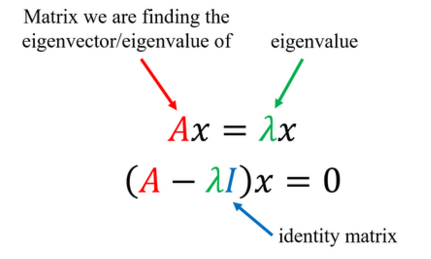 Matrix we are finding the
eigenvector/eigenvalue of
eigenvalue
Ax = λx
(A − λI)x = 0
identity matrix